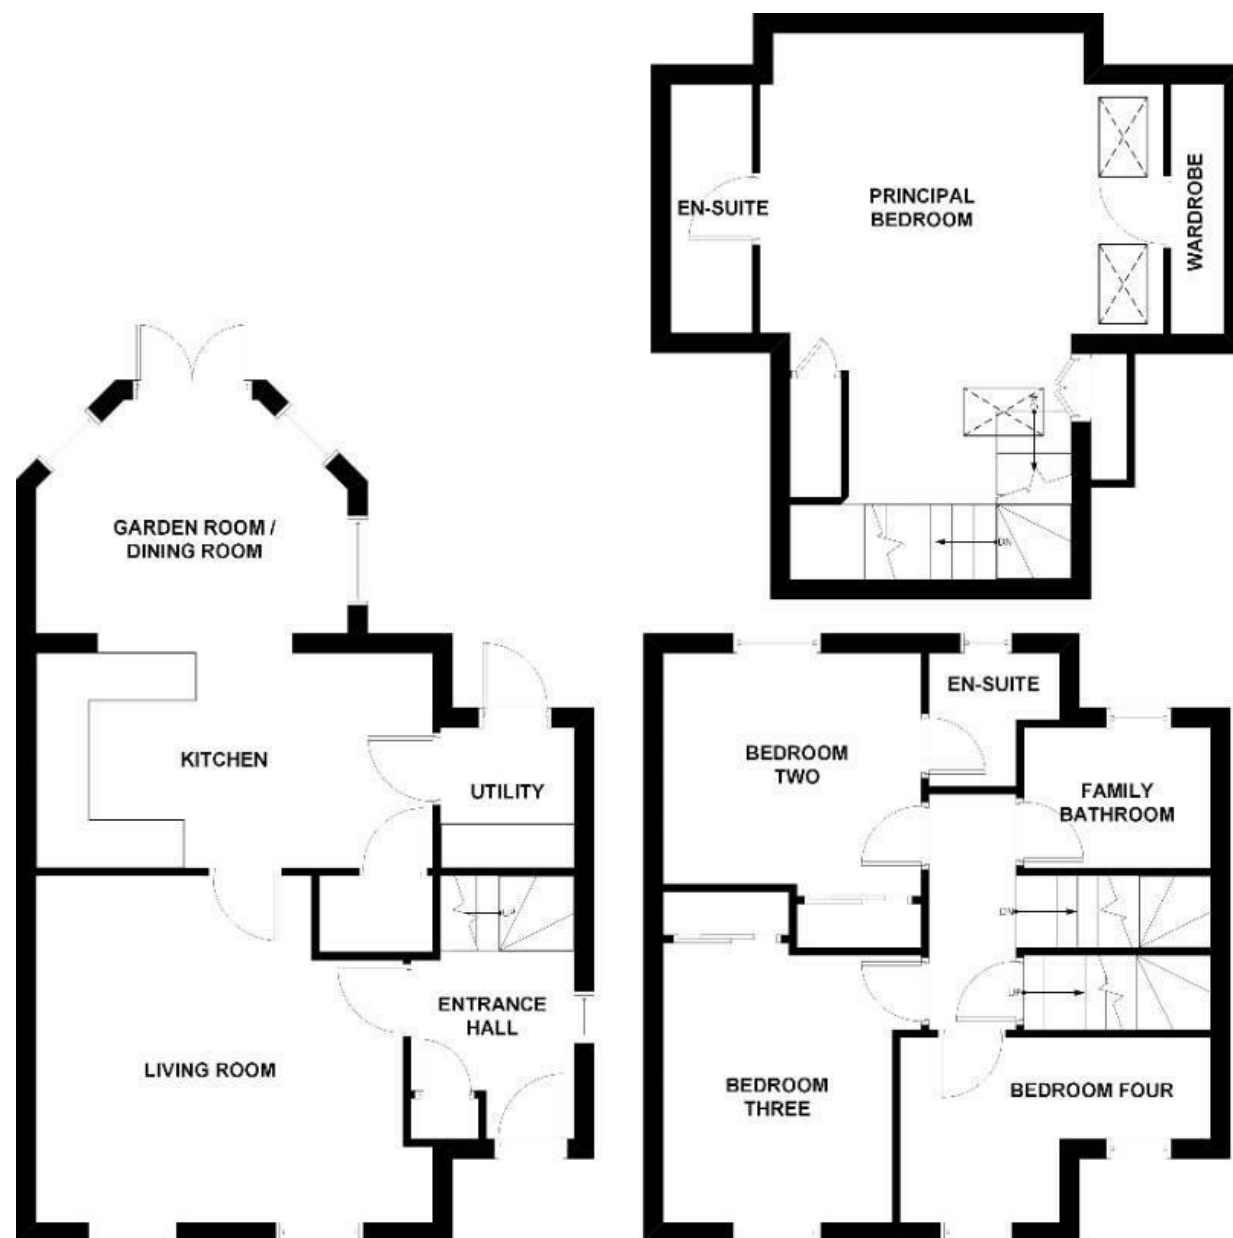 PRINCIPAL
BEDROOM
EN-SUITE
WARDROBE
DN
DN
GARDEN ROOM /
DINING ROOM
KITCHEN
UTILITY
UP
ENTRANCE
HALL
LIVING ROOM
EN-SUITE
BEDROOM
TWO
FAMILY
BATHROOM
DN
UP
BEDROOM
THREE
BEDROOM FOUR